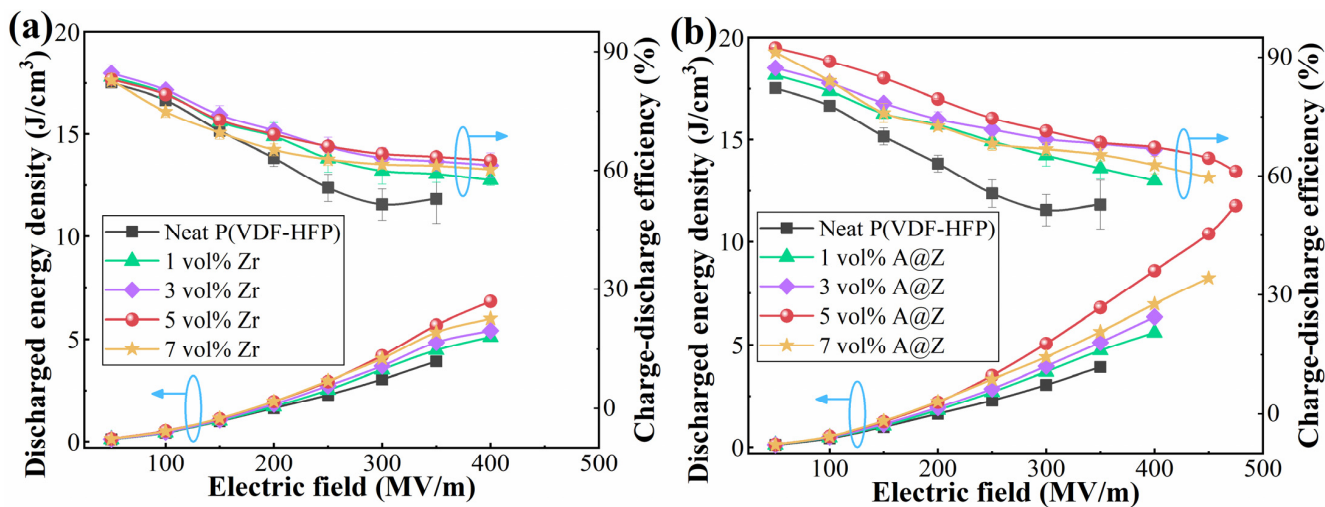 (a)
Discharged energy density (J/cm³)
20
15
10
5
0
Neat P(VDF-HFP)
1 vol% Zr
3 vol% Zr
5 vol% Zr
7 vol% Zr
100
200
300
400
500
Electric field (MV/m)
90
60
30
0
Charge-discharge efficiency (%)
(b)
Discharged energy density (J/cm³)
20
15
10
5
0
Neat P(VDF-HFP)
1 vol% A@Z
3 vol% A@Z
5 vol% A@Z
7 vol% A@Z
100
200
300
400
500
Electric field (MV/m)
90
60
30
0
Charge-discharge efficiency (%)